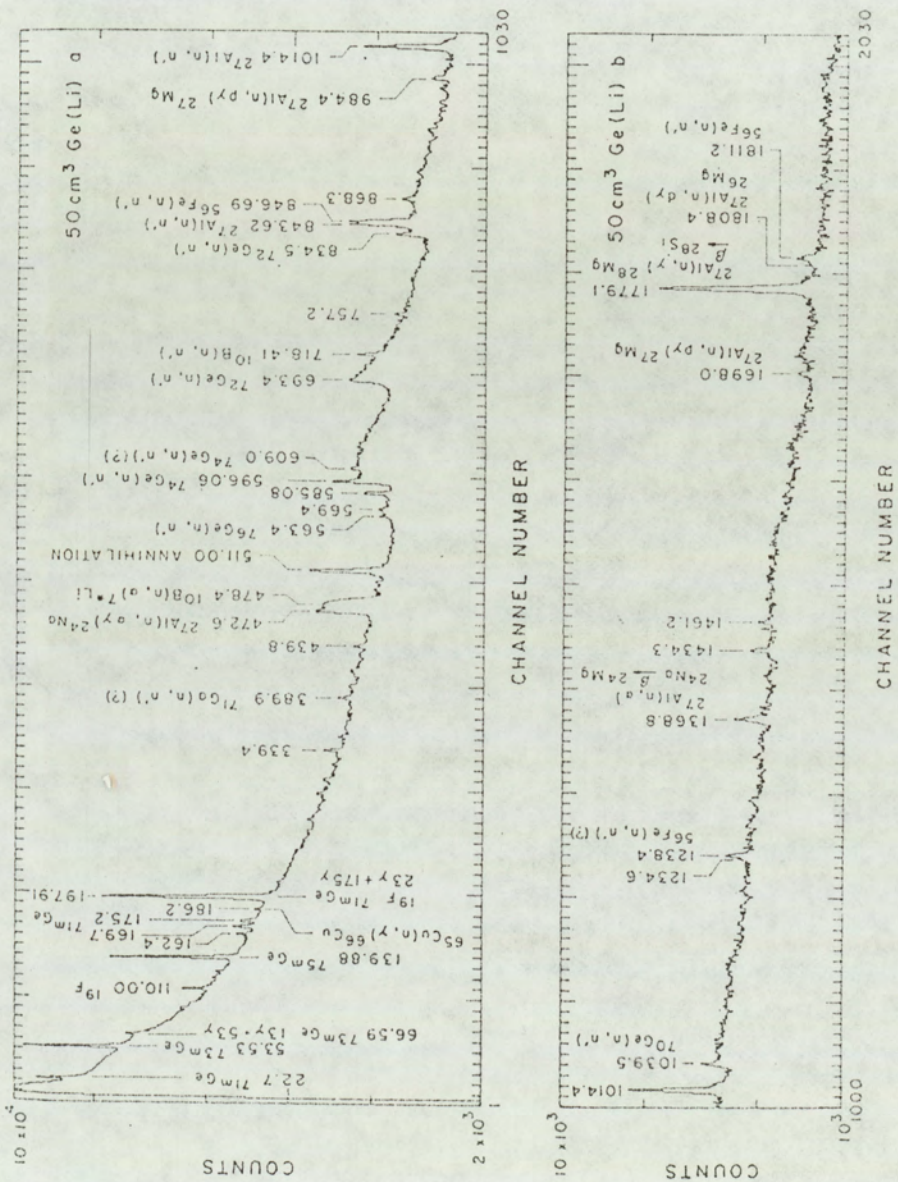 50 cm³ Ge(Li) a
COUNTS
10 x 10⁴
2 x 10³
1
1030
CHANNEL NUMBER
22.7 71mGe
53.53 73mGe
66.59 73mGe 13γ+53γ
110.00 19F
139.88 75mGe
162.4
169.7
175.2 71mGe
65Cu(n,γ) 66Cu
186.2
197.91
19F 71mGe
23γ+175γ
339.4
389.9 71Ga(n,n') (?)
439.8
472.6 27Al(n,αγ) 24Na
478.4 10B(n,α) 7*Li
511.00 ANNIHILATION
563.4 76Ge(n,n')
569.4
585.08
596.06 74Ge(n,n')
609.0 74Ge(n,n')(?)
693.4 72Ge(n,n')
718.41 10B(n,n')
757.2
834.5 72Ge(n,n')
843.62 27Al(n,n')
846.69 56Fe(n,n')
868.3
984.4 27Al(n,pγ) 27Mg
1014.4 27Al(n,n')
50 cm³ Ge(Li) b
COUNTS
10 x 10³
10³
1000
2030
CHANNEL NUMBER
1014.4
1039.5
70Ge(n,n')
1234.6
1238.4
56Fe(n,n')(?)
1368.8
27Al(n,α)
24Na β⁻ 24Mg
1434.3
1461.2
1698.0
27Al(n,pγ) 27Mg
1779.1
27Al(n,γ) 28Mg
β⁻ 28Si
1808.4
27Al(n,dγ)
26Mg
1811.2
56Fe(n,n')